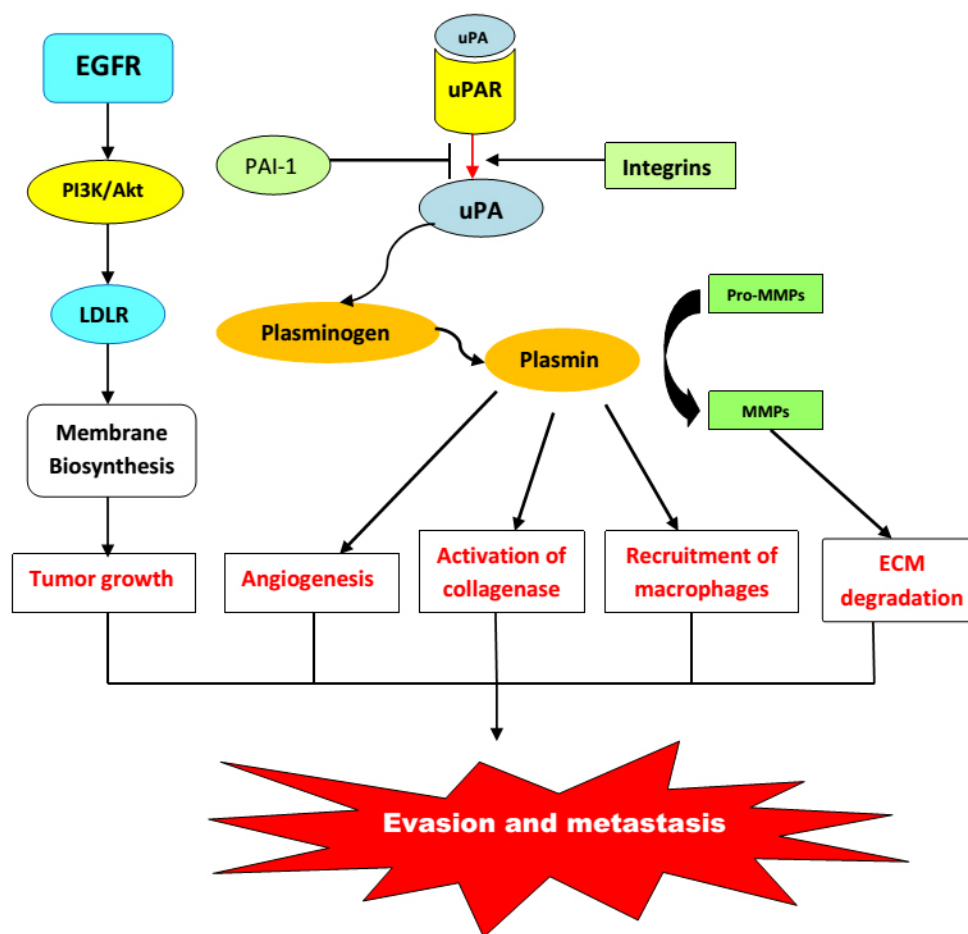 uPA
EGFR
uPAR
PAI-1
Integrins
PI3K/Akt
uPA
Pro-MMPs
LDLR
Plasminogen
Plasmin
MMPs
Membrane
Biosynthesis
Tumor growth
Angiogenesis
Activation of
collagenase
Recruitment of
macrophages
ECM
degradation
Evasion and metastasis